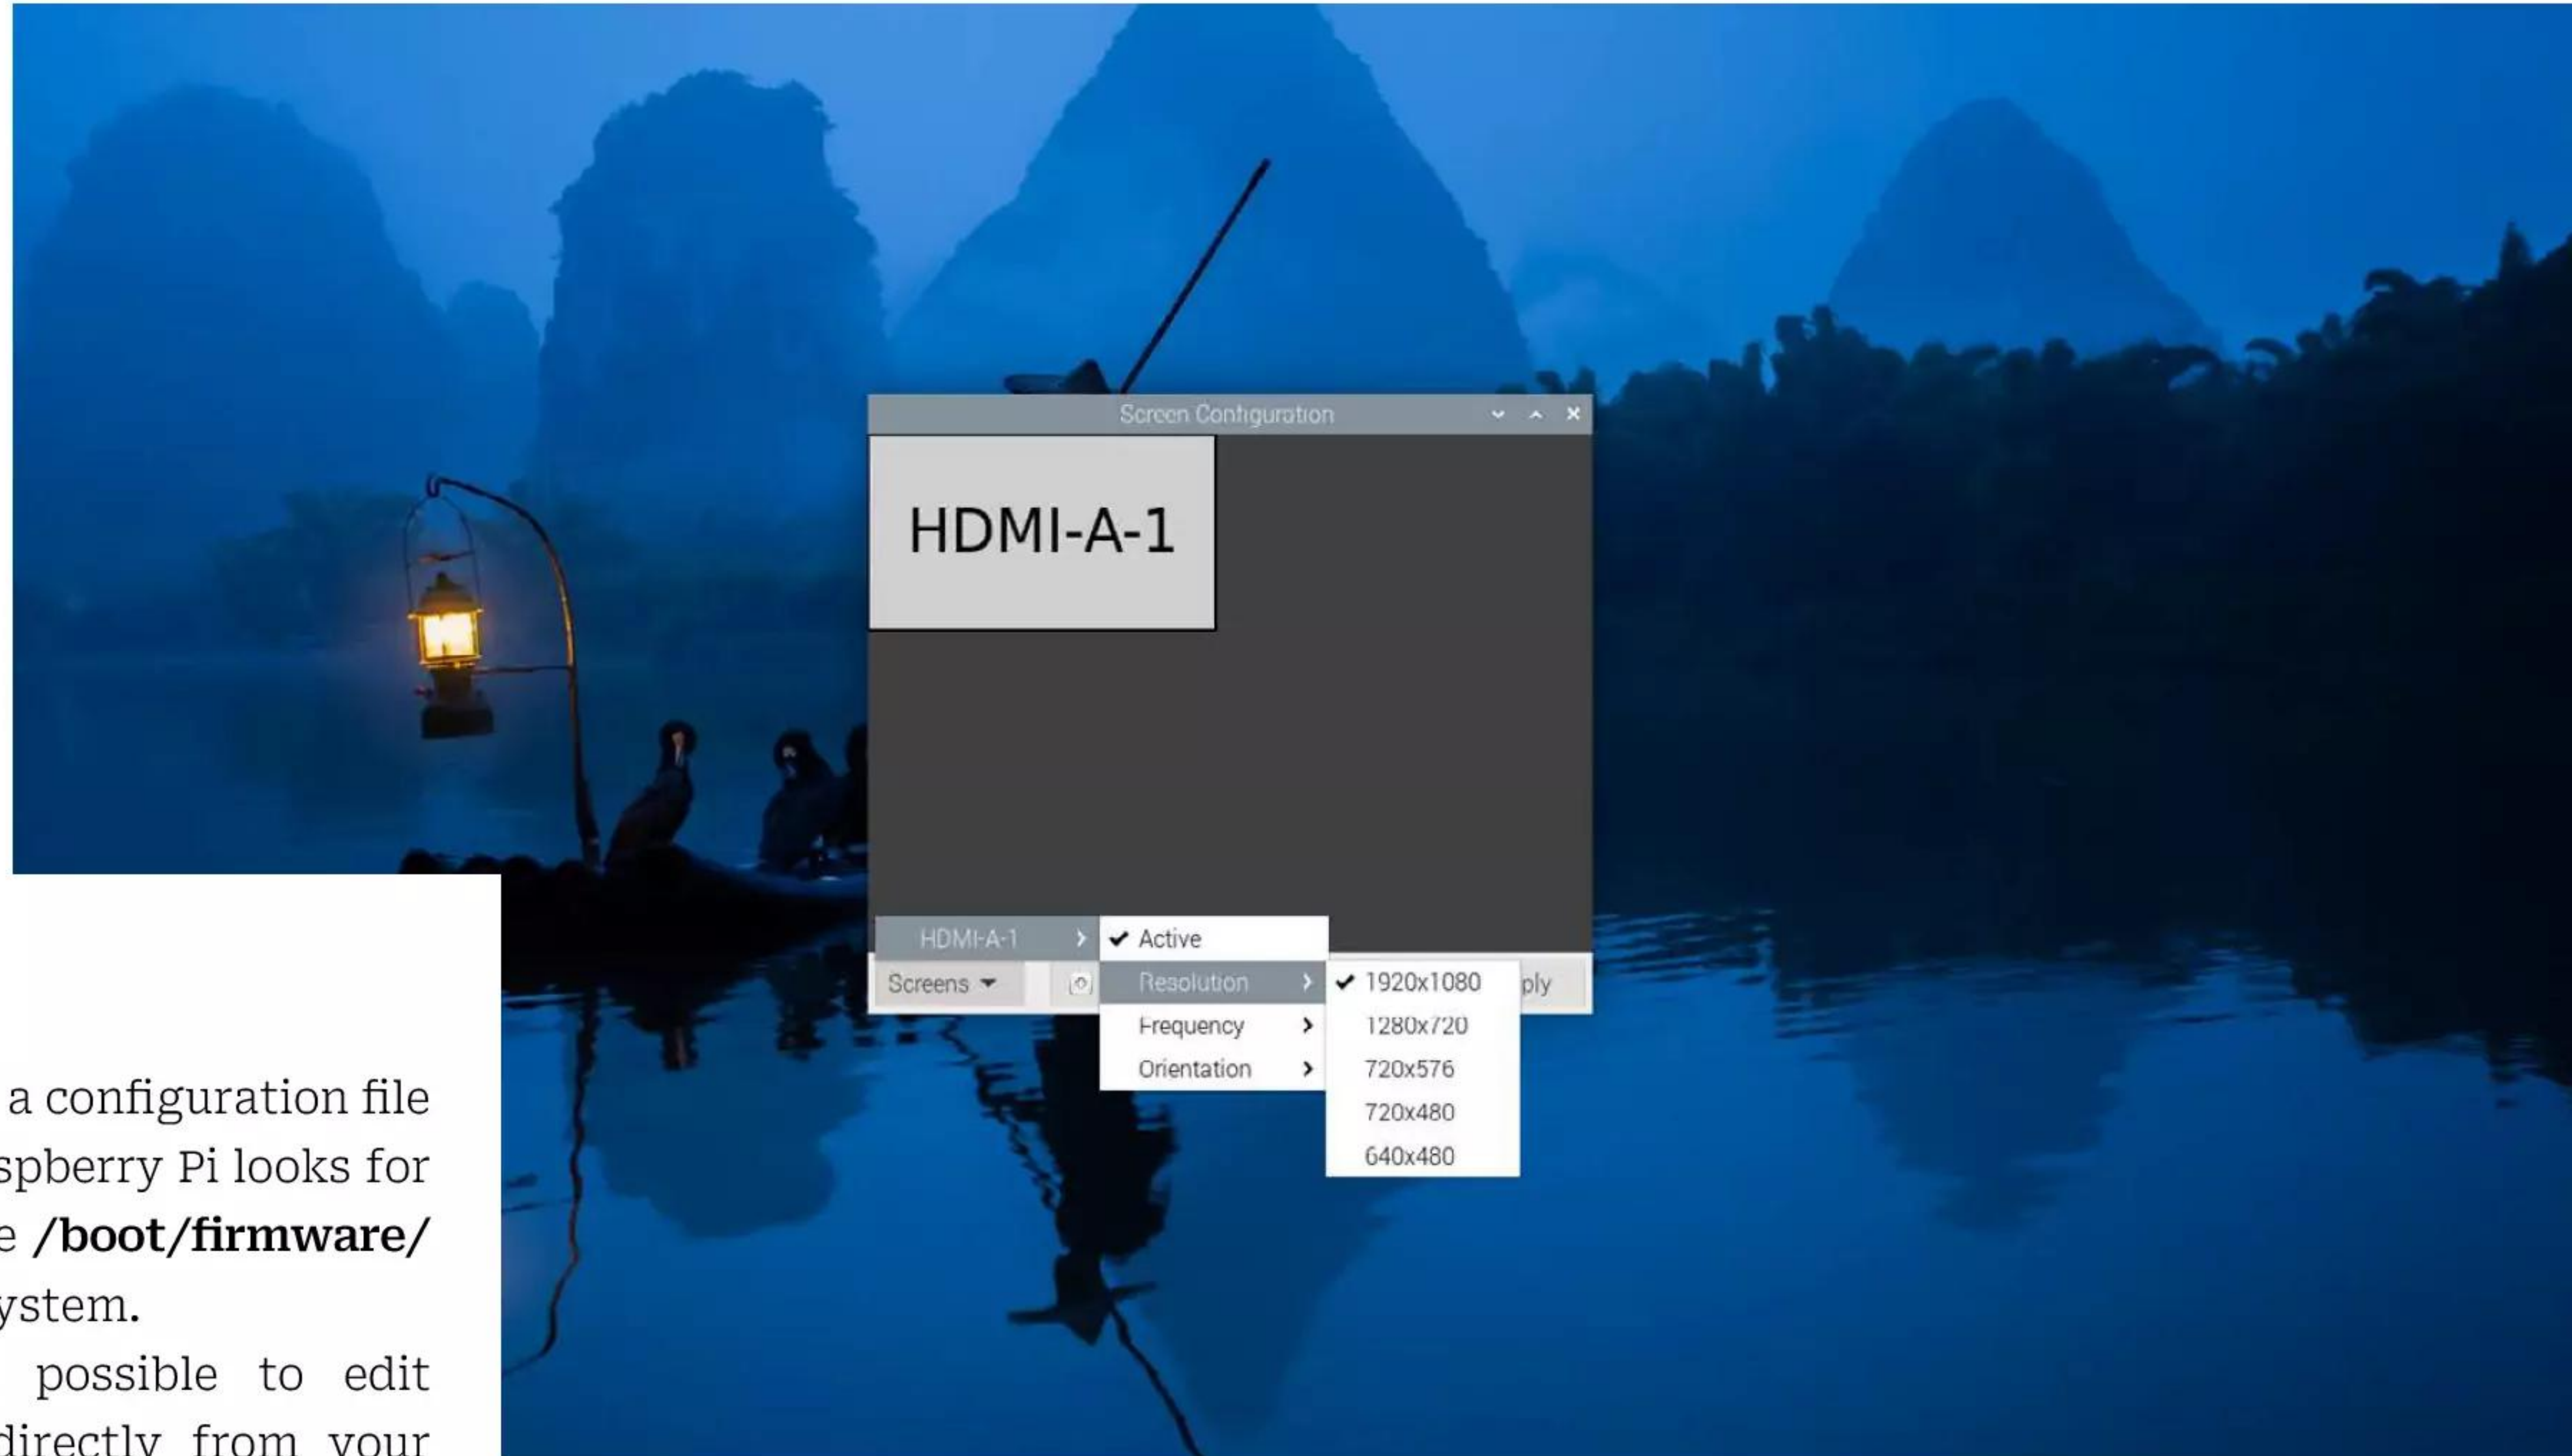 Screen Configuration
HDMI-A-1
HDMI-A-1
Active
Screens
Resolution
1920x1080
ply
Frequency
1280x720
Orientation
720x576
720x480
640x480
a configuration file
spberry Pi looks for
e /boot/firmware/
ystem.
possible to edit
directly from your